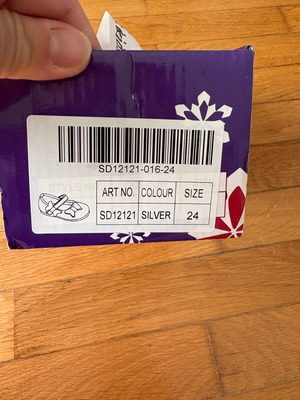 SD12121-016-24
ART NO. COLOUR SIZE
SD12121 SILVER 24